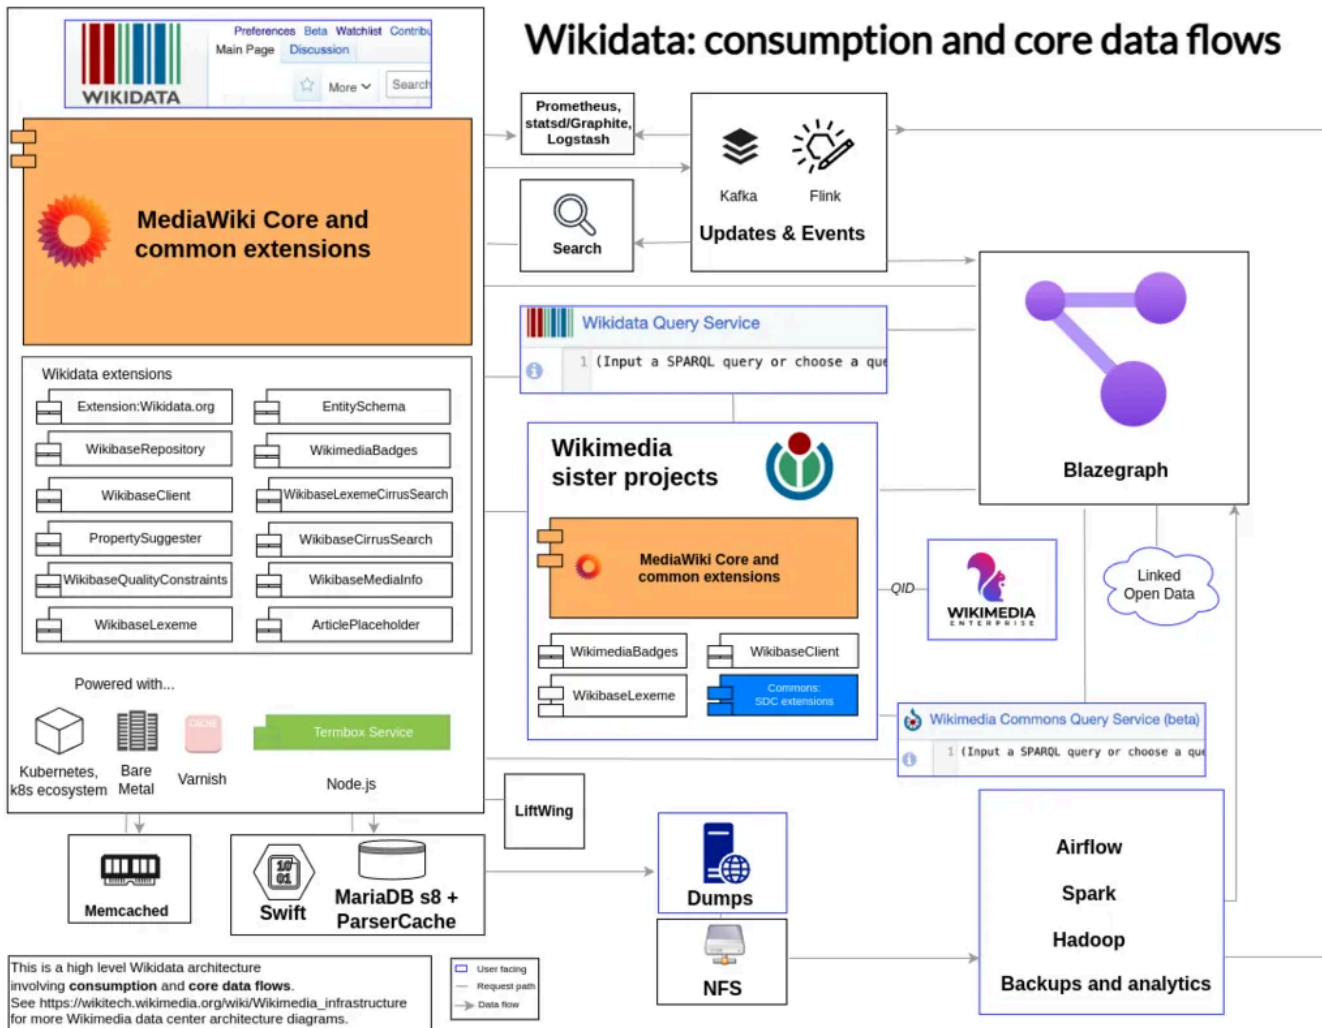 Wikidata: consumption and core data flows
Preferences Beta Watchlist Contribu
Main Page Discussion
More
Search
WIKIDATA
MediaWiki Core and
common extensions
Wikidata extensions
Extension:Wikidata.org
EntitySchema
WikibaseRepository
WikimediaBadges
WikibaseClient
WikibaseLexemeCirrusSearch
PropertySuggester
WikibaseCirrusSearch
WikibaseQualityConstraints
WikibaseMediaInfo
WikibaseLexeme
ArticlePlaceholder
Powered with...
Kubernetes,
k8s ecosystem
Bare
Metal
CACHE
Varnish
Termbox Service
Node.js
Prometheus,
statsd/Graphite,
Logstash
Search
Kafka
Flink
Updates & Events
Wikidata Query Service
1 (Input a SPARQL query or choose a que
Blazegraph
Wikimedia
sister projects
MediaWiki Core and
common extensions
WikimediaBadges
WikibaseClient
WikibaseLexeme
Commons:
SDC extensions
QID
WIKIMEDIA
ENTERPRISE
Linked
Open Data
Wikimedia Commons Query Service (beta)
1 (Input a SPARQL query or choose a que
LiftWing
Memcached
10
01
Swift
MariaDB s8 +
ParserCache
Dumps
NFS
Airflow
Spark
Hadoop
Backups and analytics
This is a high level Wikidata architecture
involving consumption and core data flows.
See https://wikitech.wikimedia.org/wiki/Wikimedia_infrastructure
for more Wikimedia data center architecture diagrams.
User facing
Request path
Data flow